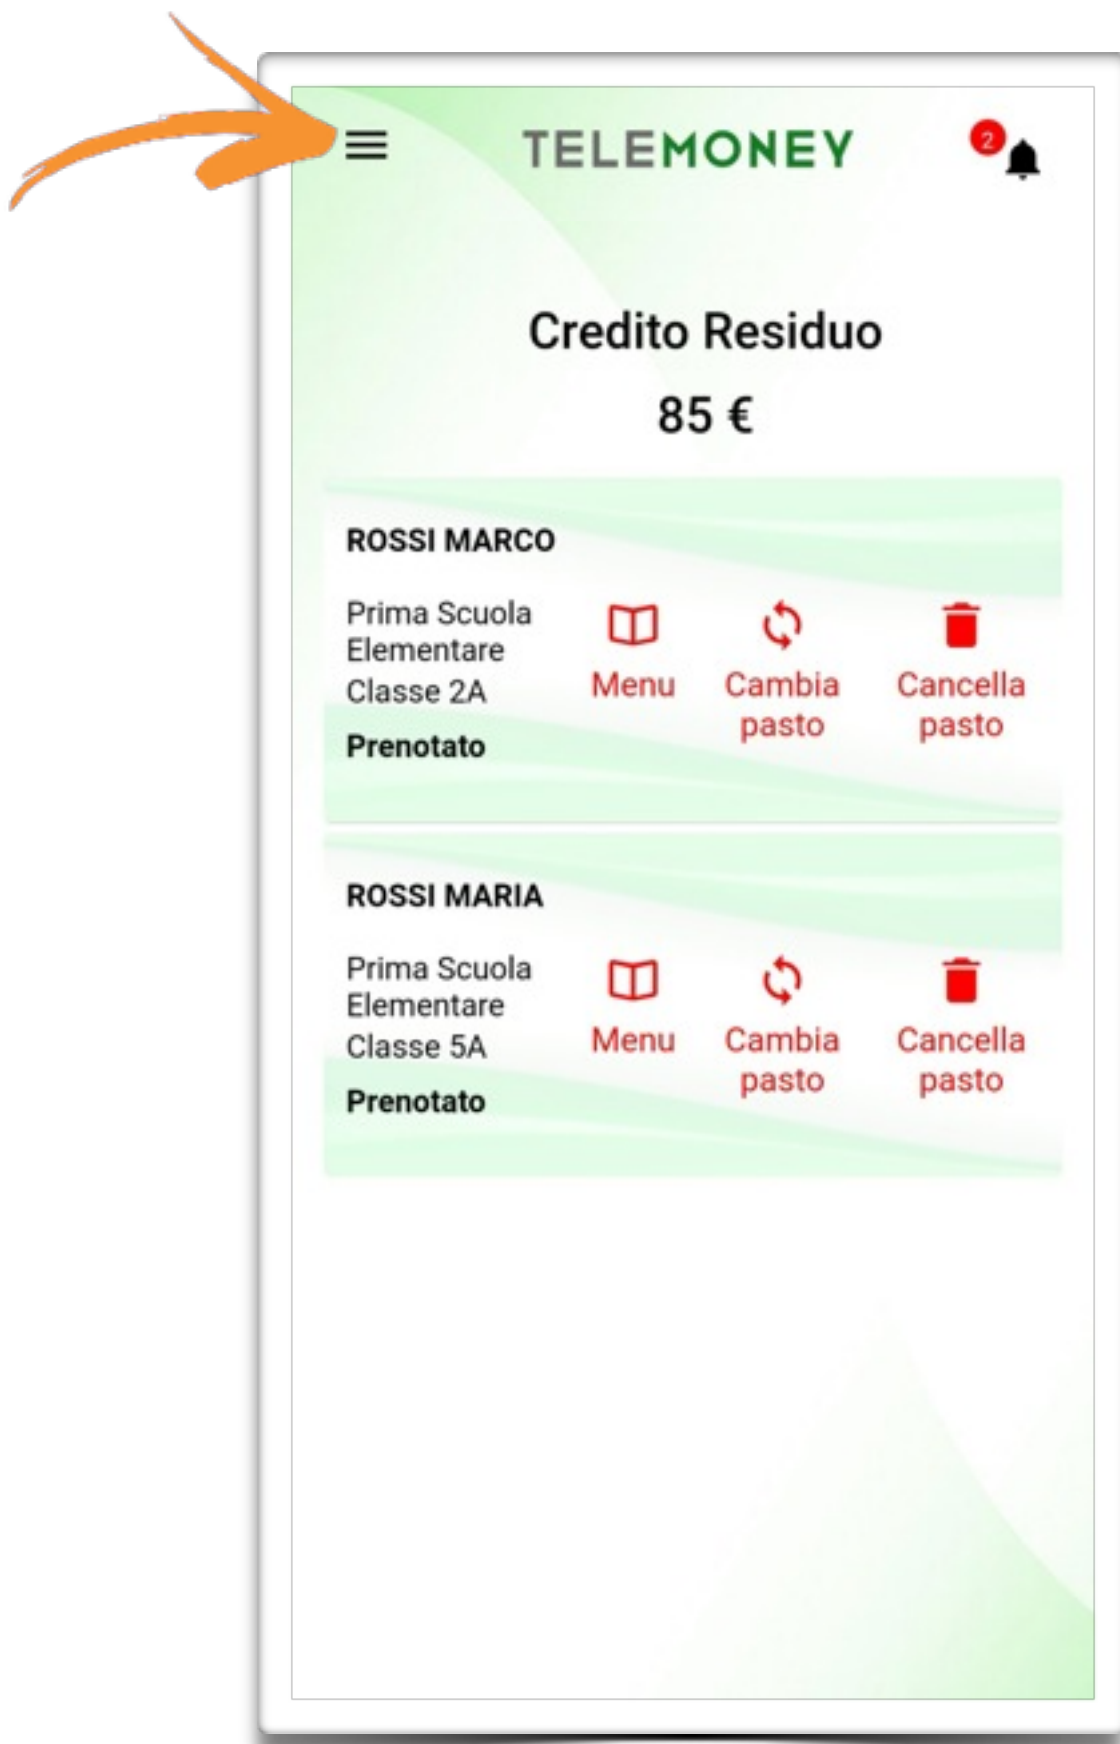 TELEMONEY
2
Credito Residuo
85 €
ROSSI MARCO
Prima Scuola
Elementare
Classe 2A
Prenotato
Menu
Cambia
pasto
Cancella
pasto
ROSSI MARIA
Prima Scuola
Elementare
Classe 5A
Prenotato
Menu
Cambia
pasto
Cancella
pasto